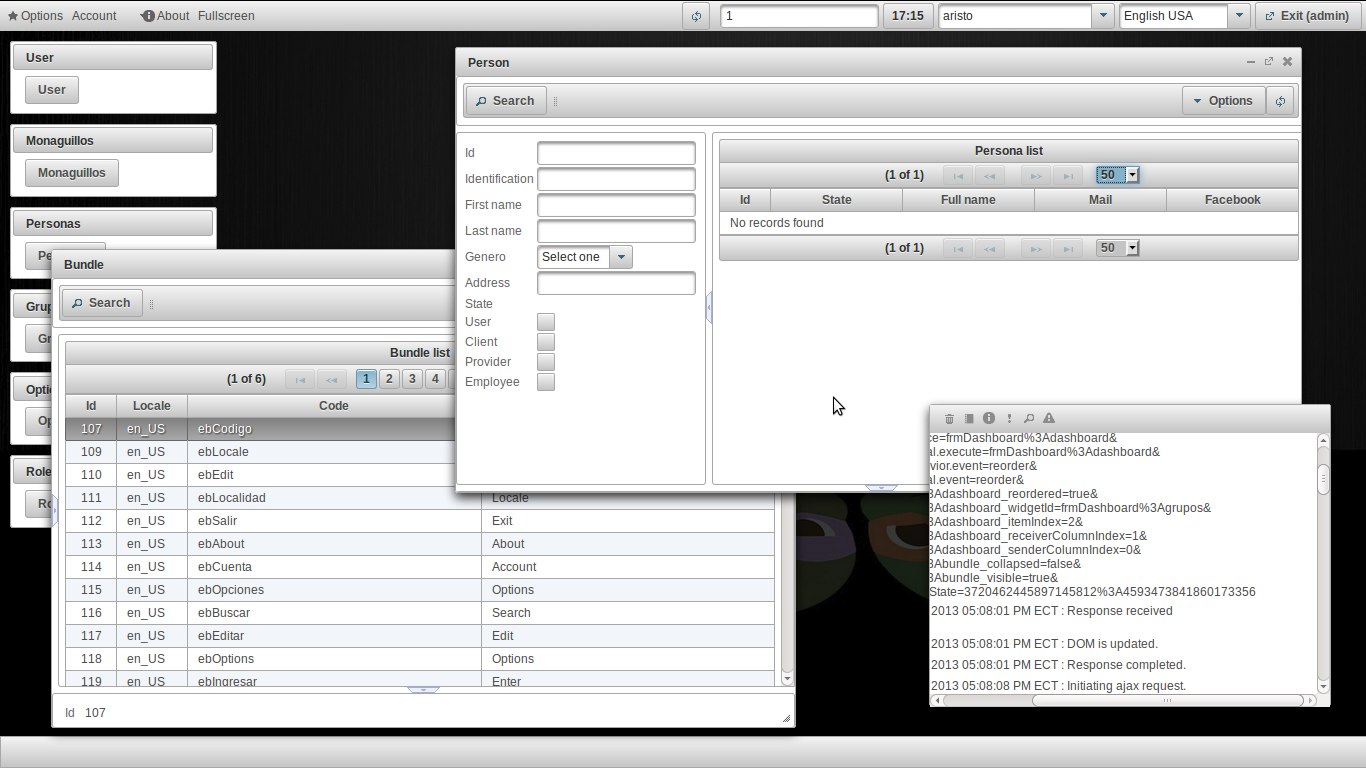 Options Account About Fullscreen 1 17:15 aristo English USA Exit (admin)
User
User
Monaguillos
Monaguillos
Personas
Pe
Grup
Gr
Optio
Op
Role
Ro
Bundle
Search
Bundle list
(1 of 6) 1 2 3 4
Id Locale Code
107 en_US ebCodigo
109 en_US ebLocale
110 en_US ebEdit
111 en_US ebLocalidad Locale
112 en_US ebSalir Exit
113 en_US ebAbout About
114 en_US ebCuenta Account
115 en_US ebOpciones Options
116 en_US ebBuscar Search
117 en_US ebEditar Edit
118 en_US ebOptions Options
119 en_US ebIngresar Enter
Id 107
Person
Search Options
Id
Identification
First name
Last name
Genero Select one
Address
State
User
Client
Provider
Employee
Persona list
(1 of 1) 50
Id State Full name Mail Facebook
No records found
(1 of 1) 50
ce=frmDashboard%3Adashboard&
al.execute=frmDashboard%3Adashboard&
vior.event=reorder&
al.event=reorder&
3Adashboard_reordered=true&
3Adashboard_widgetId=frmDashboard%3Agrupos&
3Adashboard_itemIndex=2&
3Adashboard_receiverColumnIndex=1&
3Adashboard_senderColumnIndex=0&
3Abundle_collapsed=false&
3Abundle_visible=true&
State=3720462445897145812%3A4593473841860173356
2013 05:08:01 PM ECT : Response received
2013 05:08:01 PM ECT : DOM is updated.
2013 05:08:01 PM ECT : Response completed.
2013 05:08:08 PM ECT : Initiating ajax request.